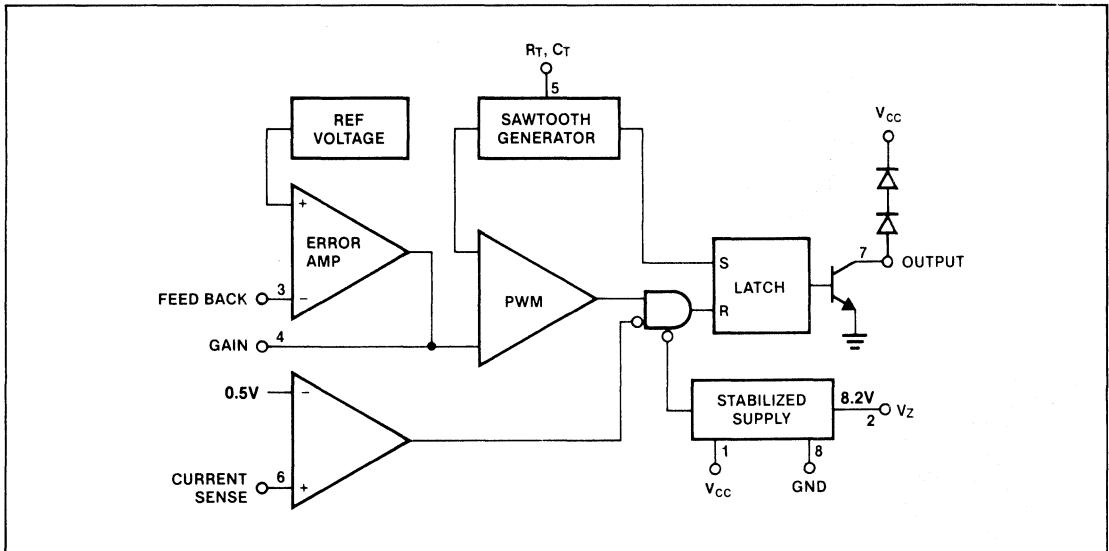 RT, CT
5
REF
VOLTAGE
SAWTOOTH
GENERATOR
VCC
+
ERROR
AMP
FEED BACK
3
−
GAIN
4
PWM
S
LATCH
R
7
OUTPUT
0.5V
−
CURRENT
SENSE
6
+
STABILIZED
SUPPLY
8.2V
2
VZ
1
8
VCC
GND